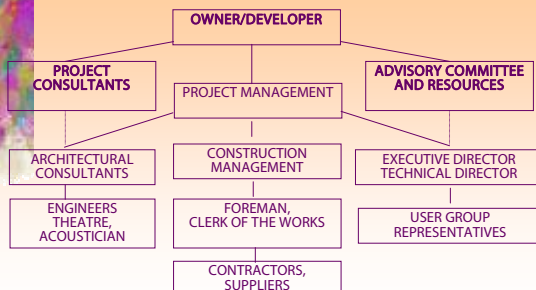 OWNER/DEVELOPER
PROJECT
CONSULTANTS
PROJECT MANAGEMENT
ADVISORY COMMITTEE
AND RESOURCES
ARCHITECTURAL
CONSULTANTS
CONSTRUCTION
MANAGEMENT
EXECUTIVE DIRECTOR
TECHNICAL DIRECTOR
ENGINEERS
THEATRE,
ACOUSTICIAN
FOREMAN,
CLERK OF THE WORKS
USER GROUP
REPRESENTATIVES
CONTRACTORS,
SUPPLIERS